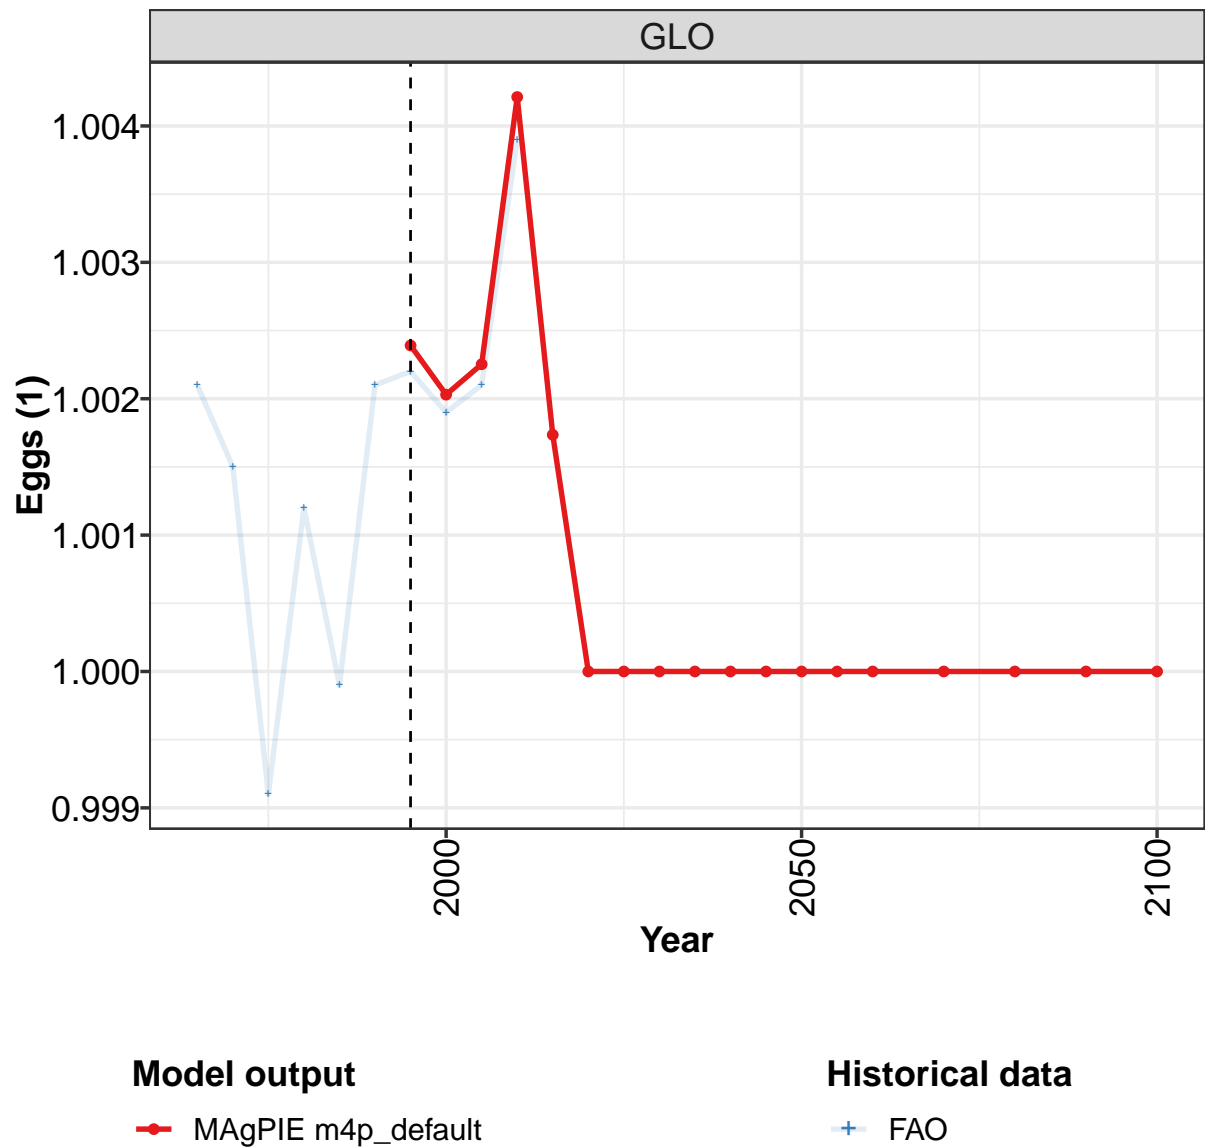 GLO
1.004
1.003
1.002
1.001
1.000
0.999
Eggs (1)
2000
2050
2100
Year
Model output
MAgPIE m4p_default
Historical data
FAO